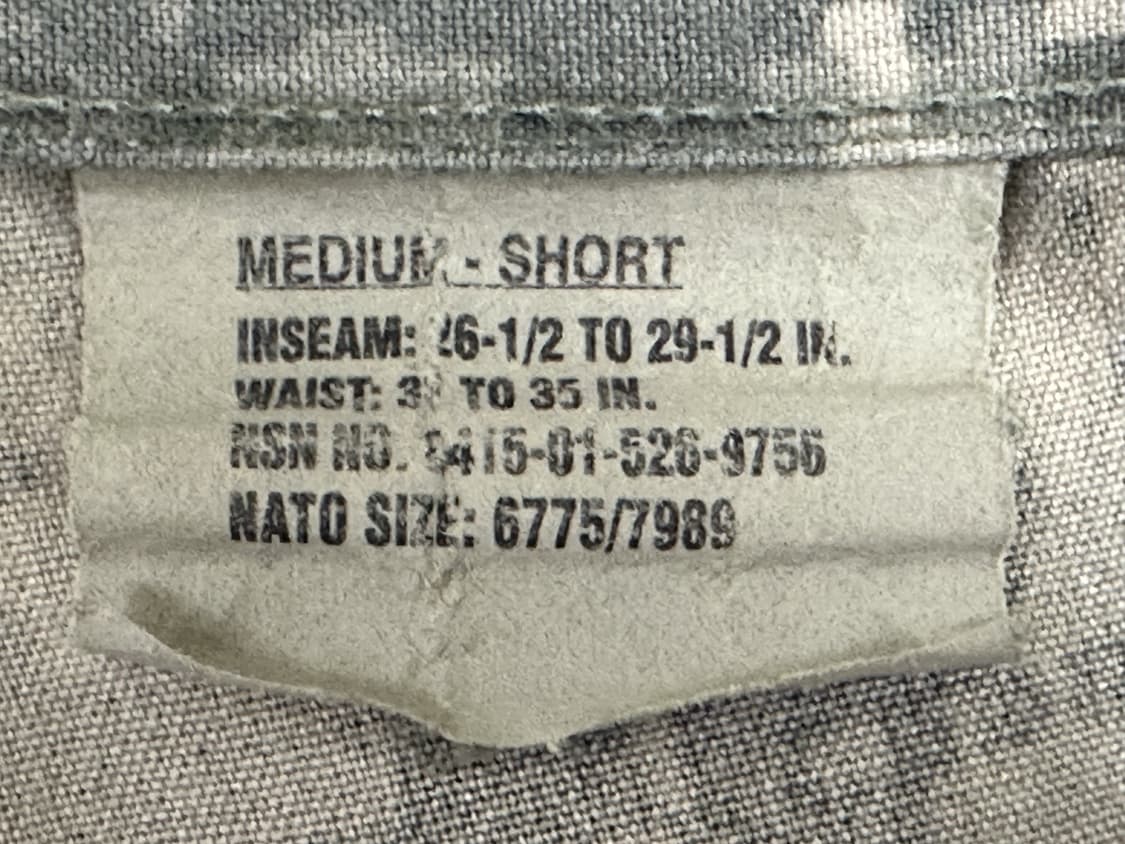 MEDIUM - SHORT
INSEAM: 26-1/2 TO 29-1/2 IN.
WAIST: TO 35 IN.
NSN NO. 8415-01-526-9756
NATO SIZE: 6775/7989